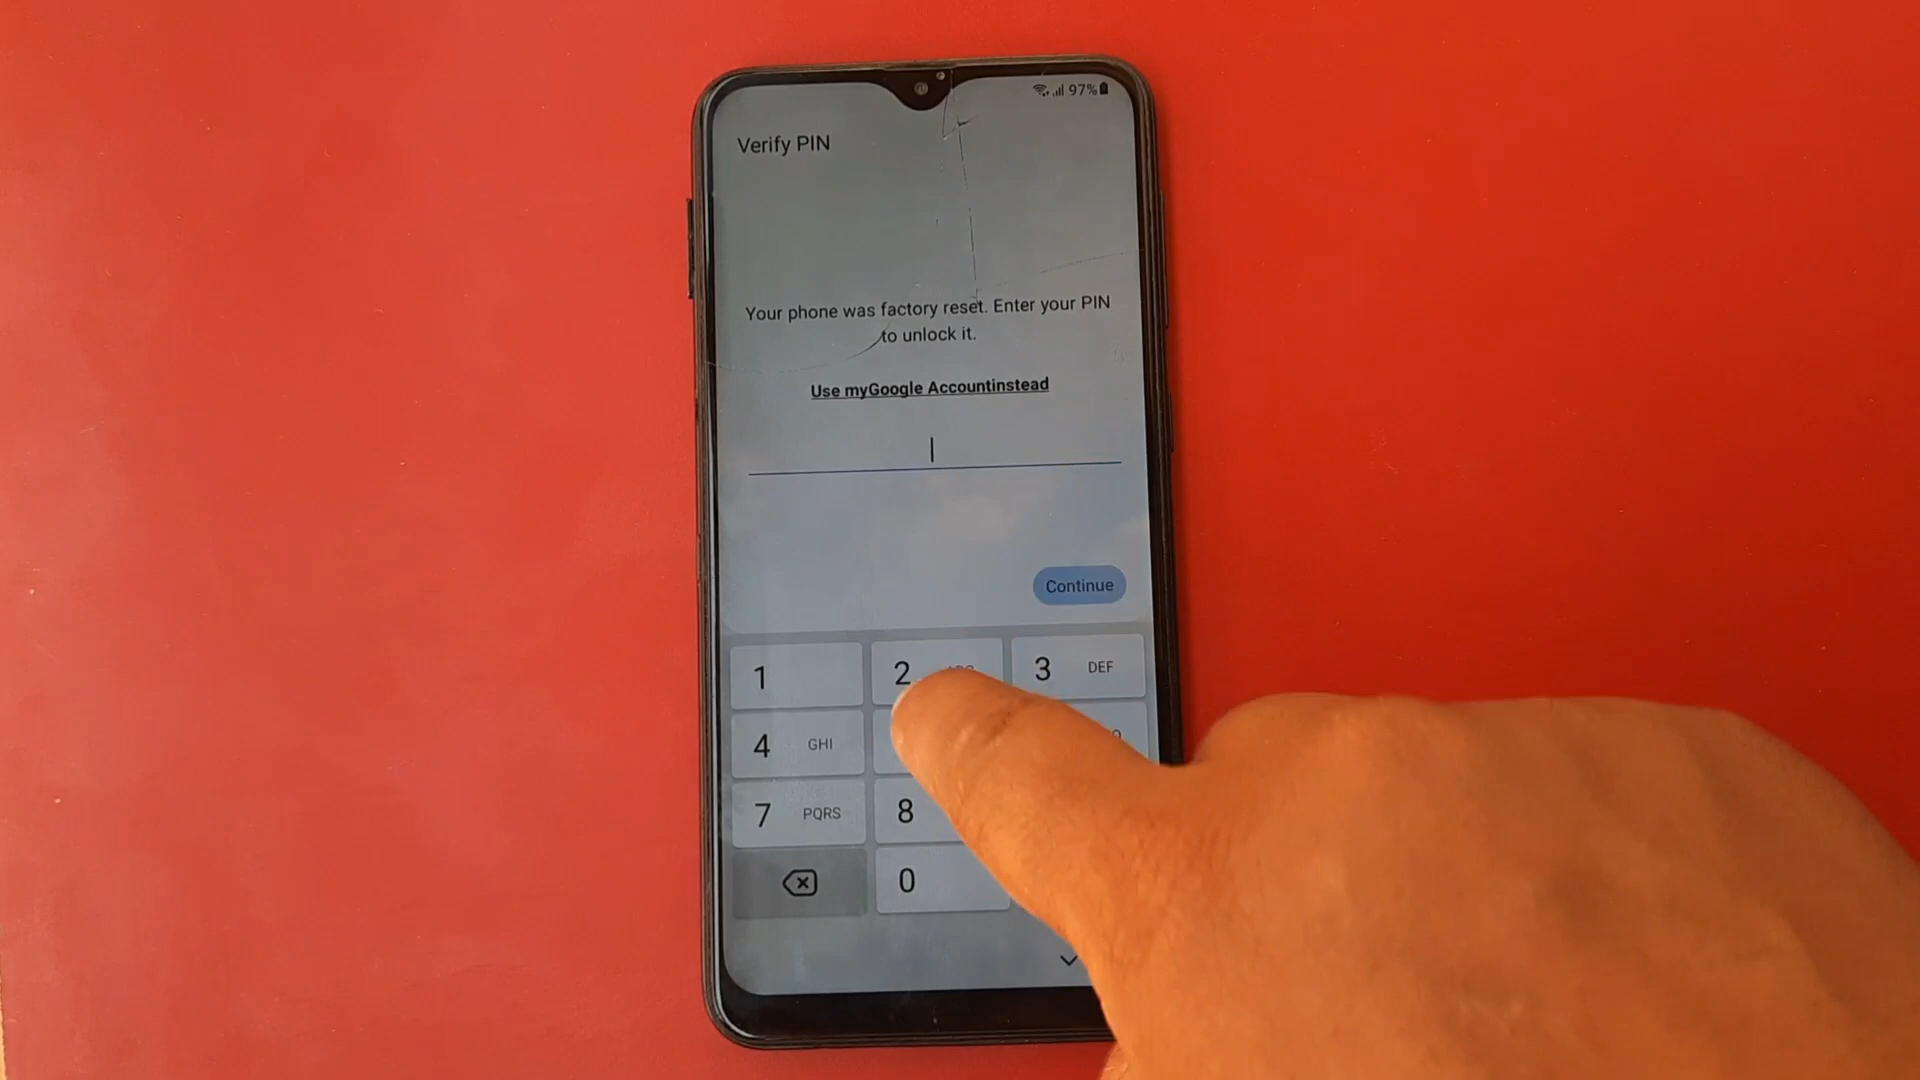 97%
Verify PIN
Your phone was factory reset. Enter your PIN
to unlock it.
Use myGoogle Accountinstead
Continue
1 2 3 DEF
4 GHI
7 PQRS 8
0